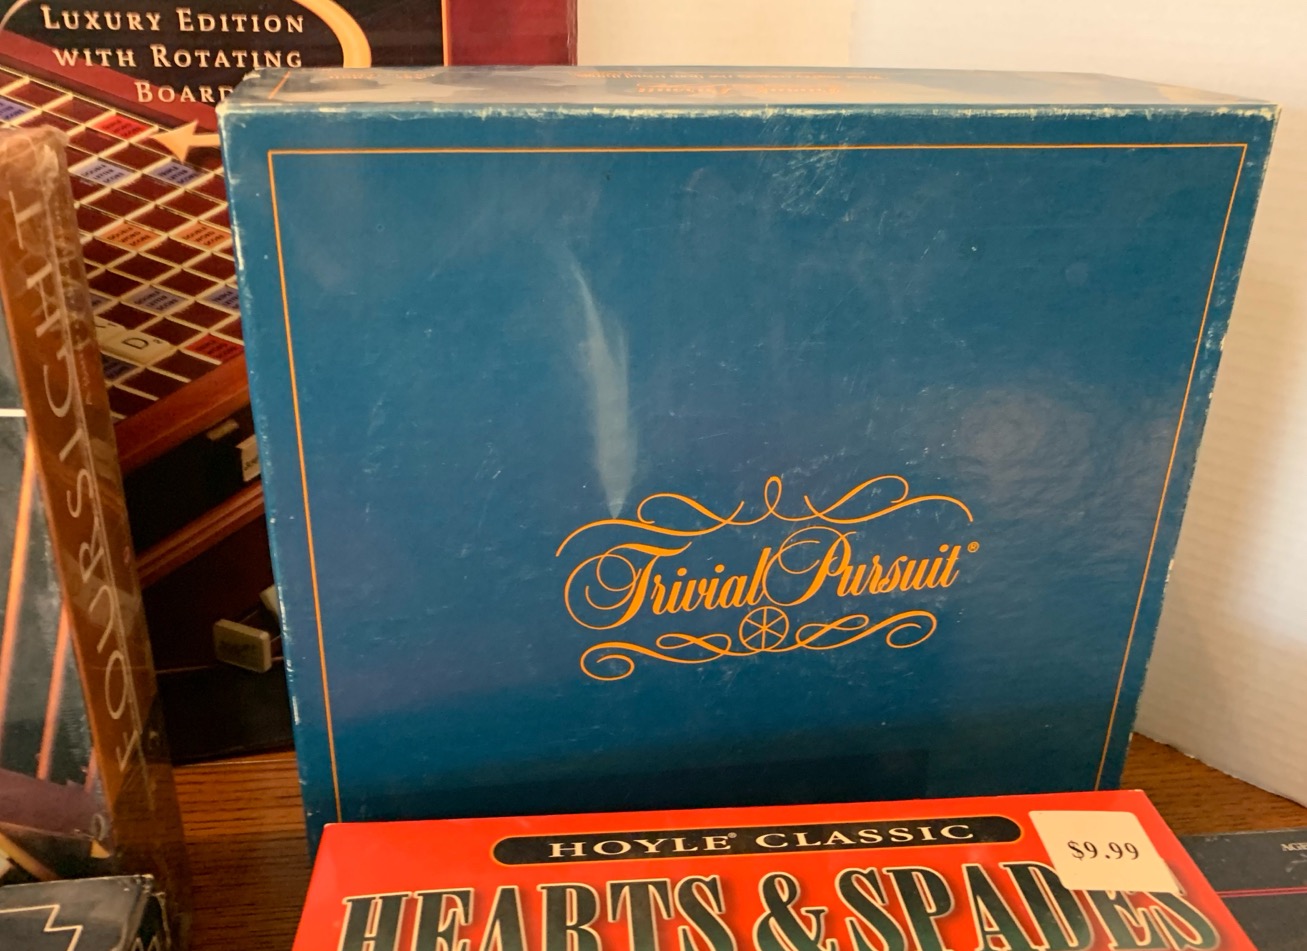 LUXURY EDITION
WITH ROTATING
BOARD
FOURSIGHT
D
Trivial Pursuit®
HOYLE® CLASSIC
$9.99
HEARTS & SPADES